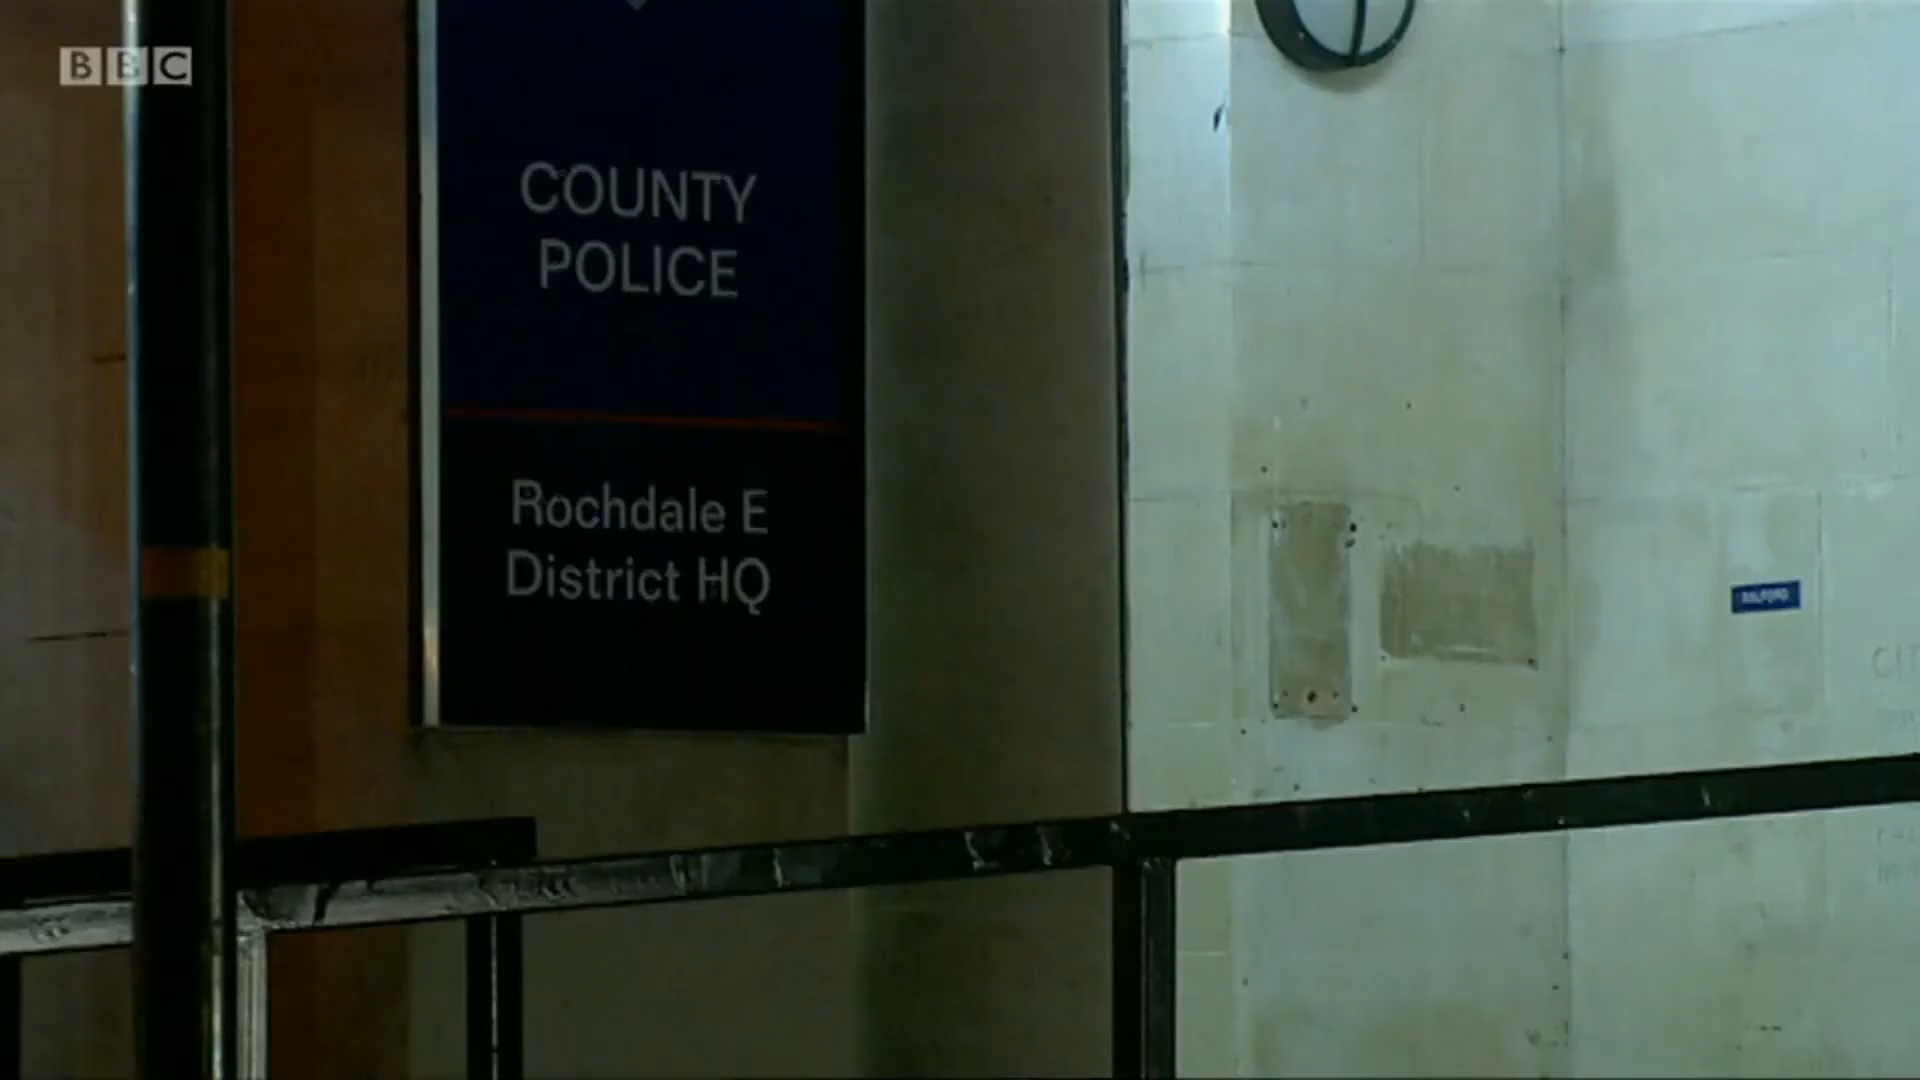 BBC
COUNTY
POLICE
Rochdale E
District HQ